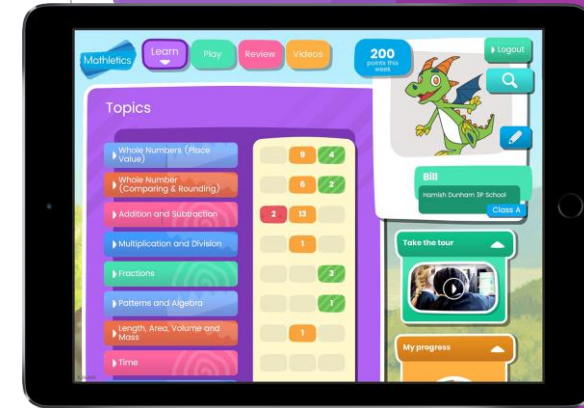 Mathletics
Learn
Play
Review
Videos
200
points this
week
Logout
Topics
Whole Numbers (Place
Value)
9 4
Whole Number
(Comparing & Rounding)
6 2
Addition and Subtraction
2 13
Multiplication and Division
1
Fractions
3
Patterns and Algebra
1
Length, Area, Volume and
Mass
1
Time
Bill
Hamish Dunham 3P School
Class A
Take the tour
My progress